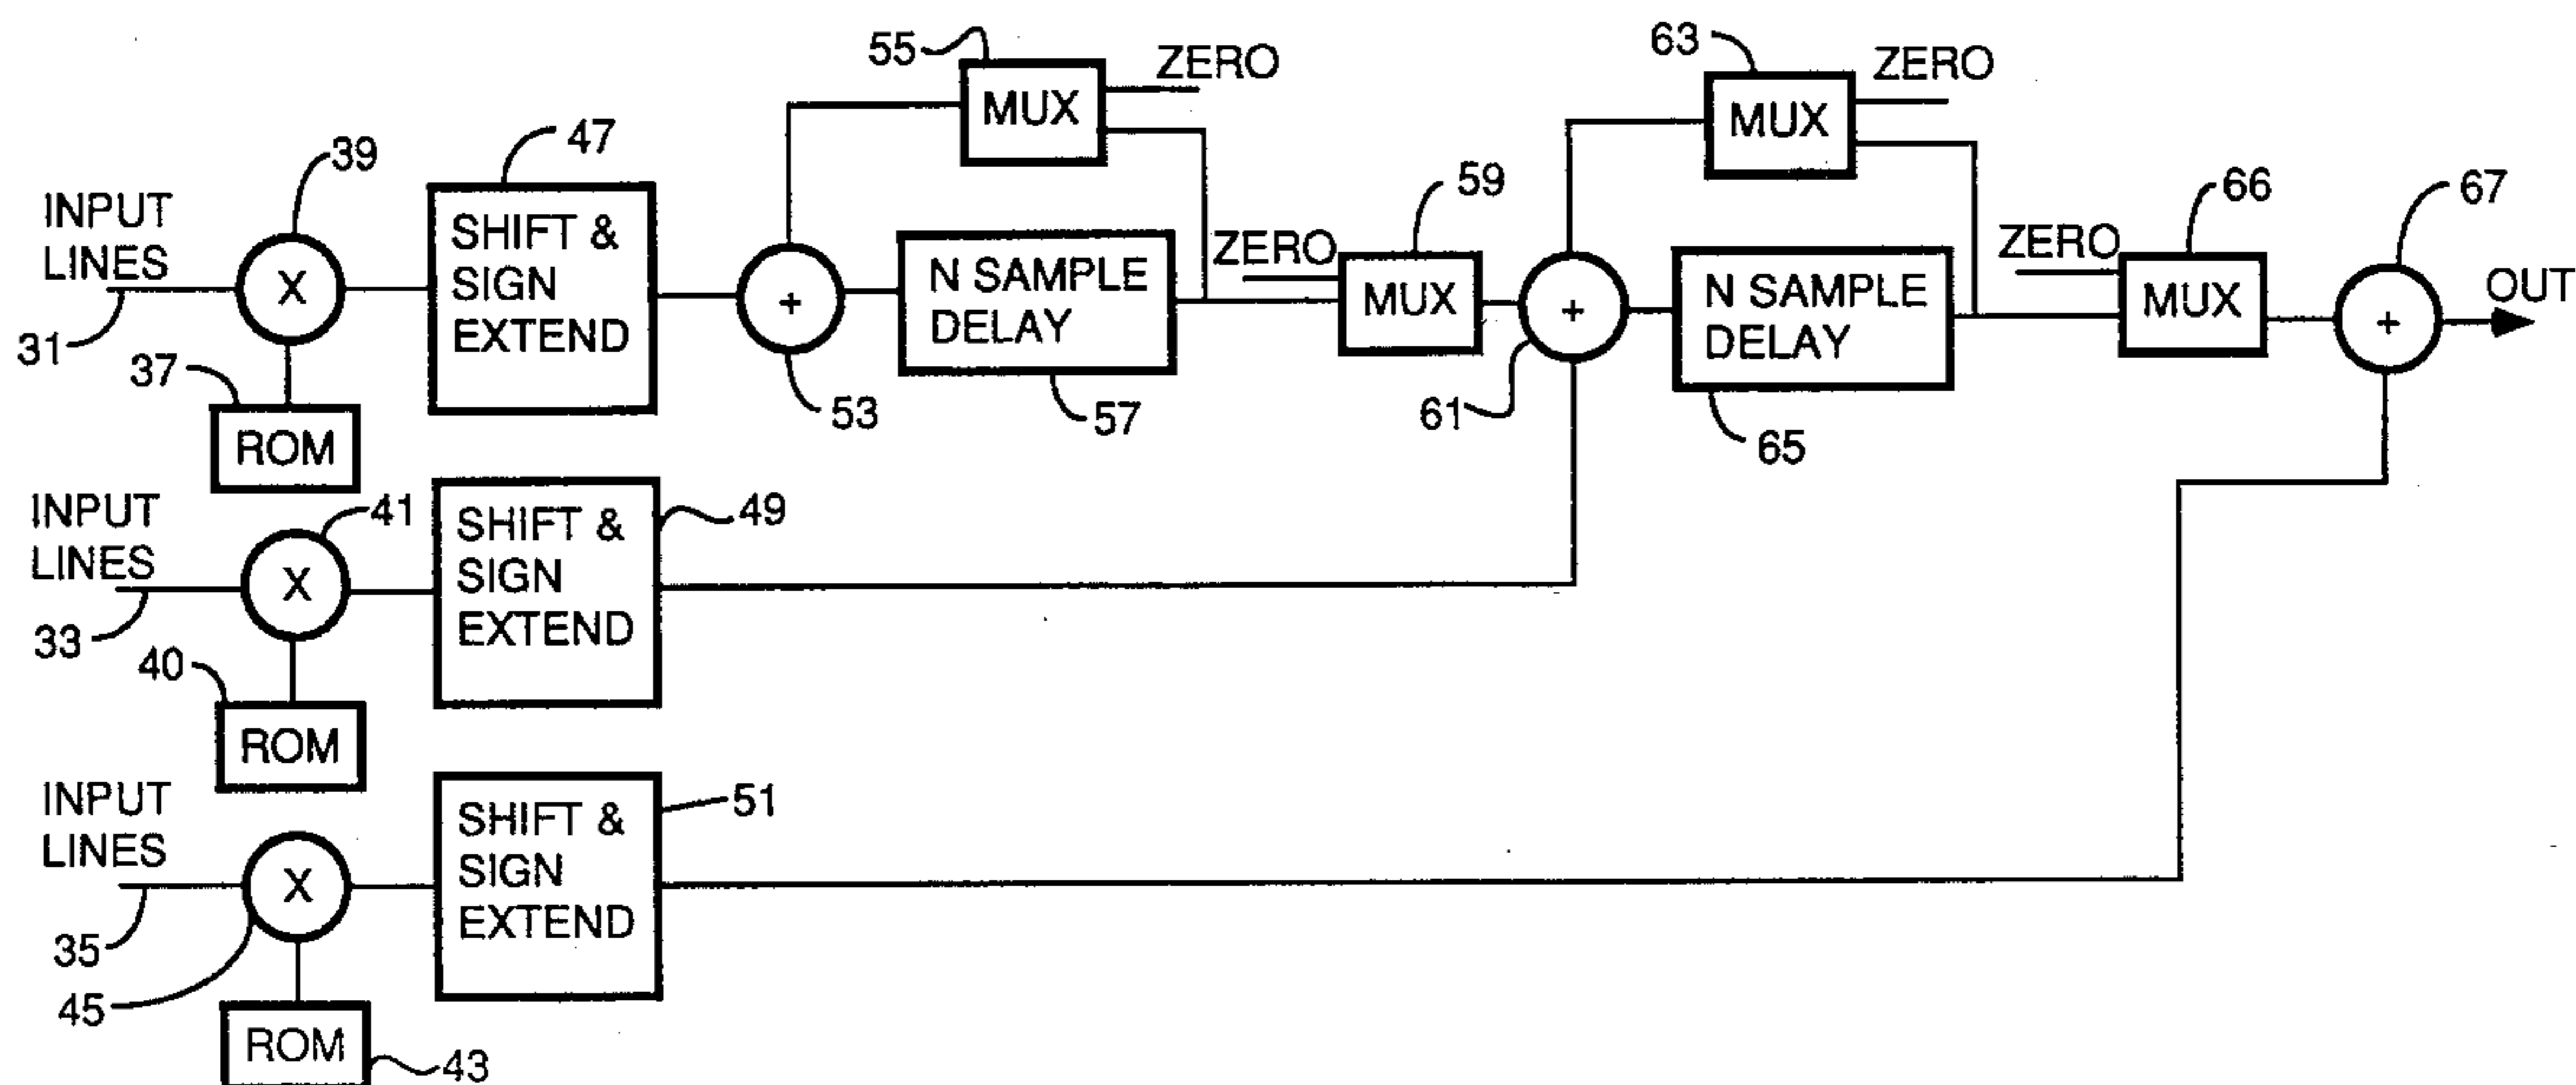 55
ZERO
63
ZERO
MUX
MUX
39
47
59
66
67
INPUT
LINES
X
SHIFT &
SIGN
EXTEND
+
N SAMPLE
DELAY
ZERO
MUX
+
N SAMPLE
DELAY
ZERO
MUX
+
OUT
31
37
ROM
53
57
61
65
INPUT
LINES
41
X
SHIFT &
SIGN
EXTEND
49
33
40
ROM
INPUT
LINES
X
SHIFT &
SIGN
EXTEND
51
35
45
ROM
43